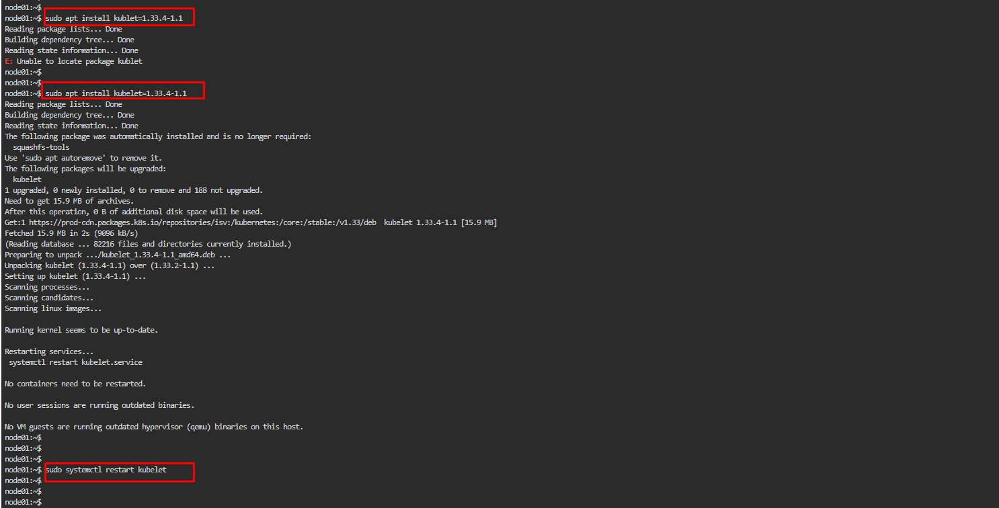 node01:~$
node01:~$ sudo apt install kublet=1.33.4-1.1
Reading package lists... Done
Building dependency tree... Done
Reading state information... Done
E: Unable to locate package kublet
node01:~$
node01:~$
node01:~$ sudo apt install kubelet=1.33.4-1.1
Reading package lists... Done
Building dependency tree... Done
Reading state information... Done
The following package was automatically installed and is no longer required:
  squashfs-tools
Use 'sudo apt autoremove' to remove it.
The following packages will be upgraded:
  kubelet
1 upgraded, 0 newly installed, 0 to remove and 188 not upgraded.
Need to get 15.9 MB of archives.
After this operation, 0 B of additional disk space will be used.
Get:1 https://prod-cdn.packages.k8s.io/repositories/isv:/kubernetes:/core:/stable:/v1.33/deb  kubelet 1.33.4-1.1 [15.9 MB]
Fetched 15.9 MB in 2s (9096 kB/s)
(Reading database ... 82216 files and directories currently installed.)
Preparing to unpack .../kubelet_1.33.4-1.1_amd64.deb ...
Unpacking kubelet (1.33.4-1.1) over (1.33.2-1.1) ...
Setting up kubelet (1.33.4-1.1) ...
Scanning processes...
Scanning candidates...
Scanning linux images...
Running kernel seems to be up-to-date.
Restarting services...
 systemctl restart kubelet.service
No containers need to be restarted.
No user sessions are running outdated binaries.
No VM guests are running outdated hypervisor (qemu) binaries on this host.
node01:~$
node01:~$
node01:~$
node01:~$ sudo systemctl restart kubelet
node01:~$
node01:~$
node01:~$